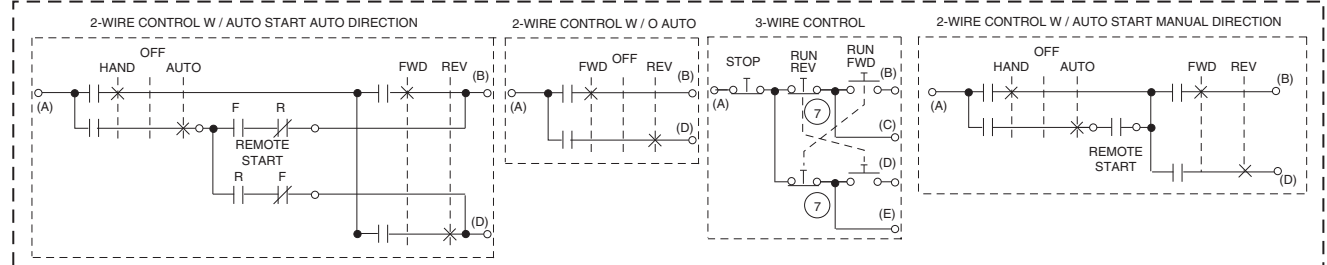 2-WIRE CONTROL W / AUTO START AUTO DIRECTION
OFF
HAND AUTO FWD REV
(B)
(A)
F R
REMOTE
START
R F
(D)
2-WIRE CONTROL W / O AUTO
FWD OFF REV
(B)
(A)
(D)
3-WIRE CONTROL
STOP
RUN
REV
RUN
FWD
(B)
(A)
7
(C)
(D)
7
(E)
2-WIRE CONTROL W / AUTO START MANUAL DIRECTION
OFF
HAND AUTO FWD REV
(B)
(A)
REMOTE
START
(D)